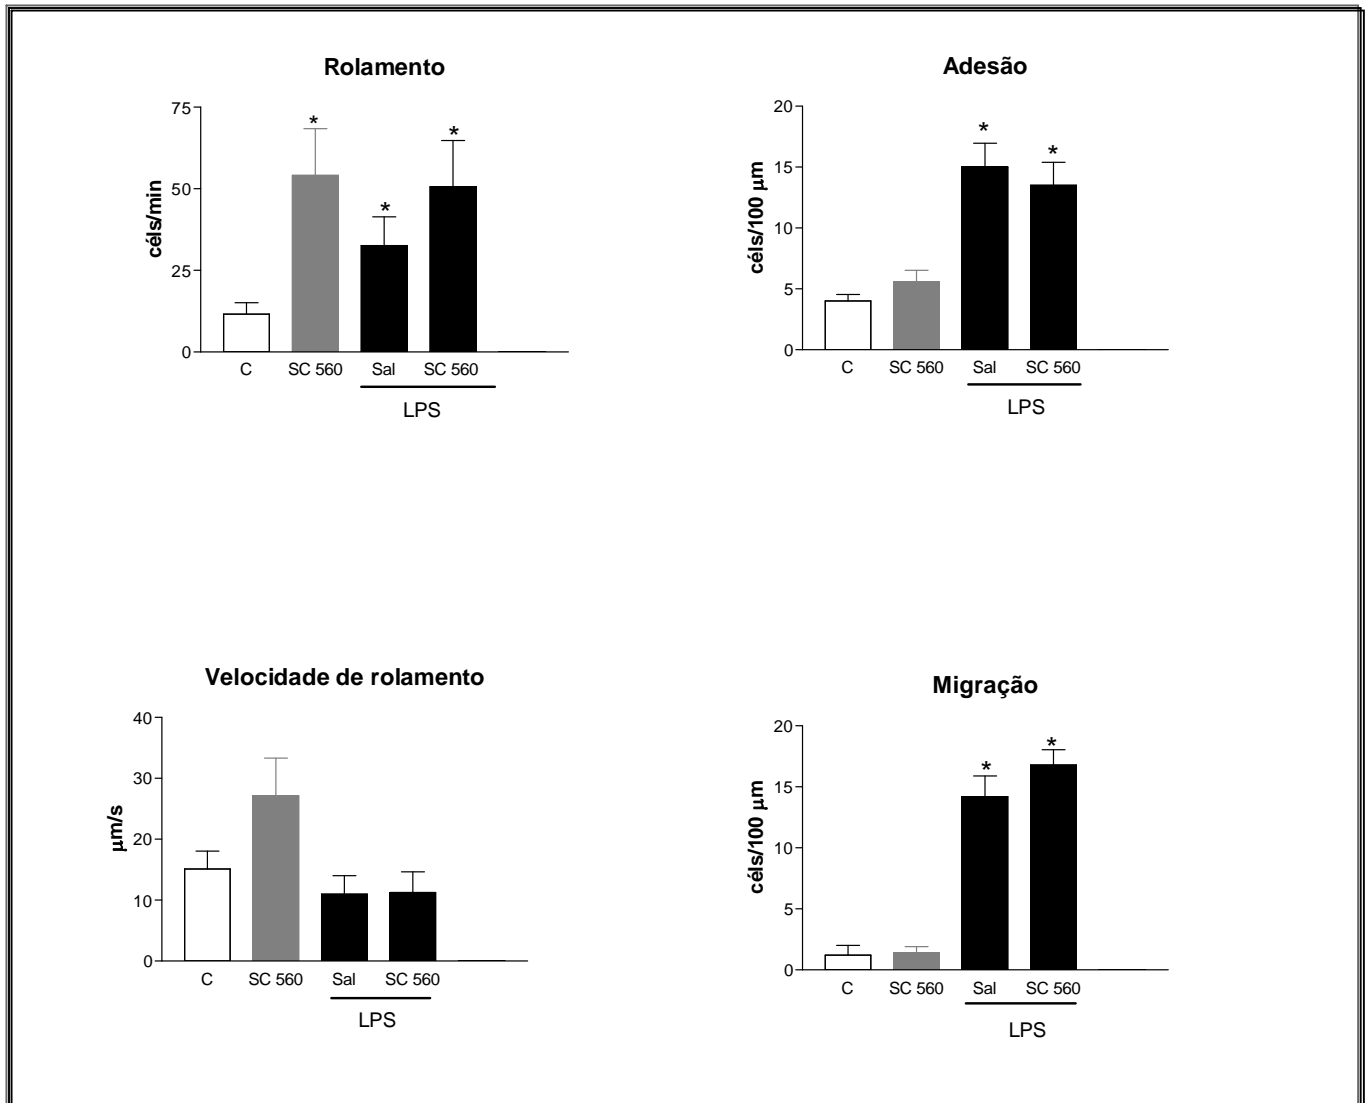 Rolamento
75
50
25
0
céls/min
*
*
*
C SC 560 Sal SC 560
LPS
Adesão
20
15
10
5
0
céls/100 µm
*
*
C SC 560 Sal SC 560
LPS
Velocidade de rolamento
40
30
20
10
0
µm/s
C SC 560 Sal SC 560
LPS
Migração
20
15
10
5
0
céls/100 µm
*
*
C SC 560 Sal SC 560
LPS